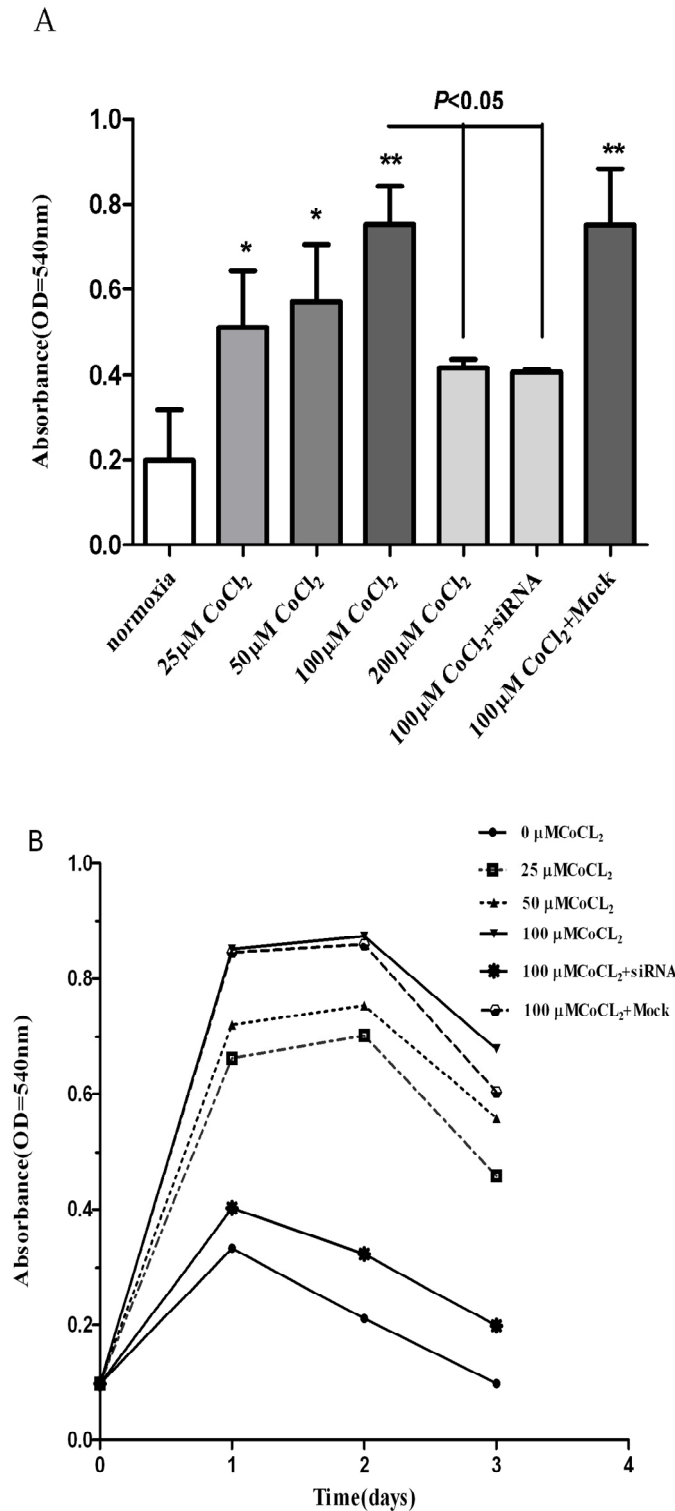 A
P<0.05
1.0
0.8
0.6
0.4
0.2
0.0
Absorbance(OD=540nm)
*
*
**
**
normoxia
25μM CoCl₂
50μM CoCl₂
100μM CoCl₂
200μM CoCl₂
100μM CoCl₂+siRNA
100μM CoCl₂+Mock
B
0 μMCoCL₂
25 μMCoCL₂
50 μMCoCL₂
100 μMCoCL₂
100 μMCoCL₂+siRNA
100 μMCoCL₂+Mock
1.0
0.8
0.6
0.4
0.2
0.0
Absorbance(OD=540nm)
0 1 2 3 4
Time(days)